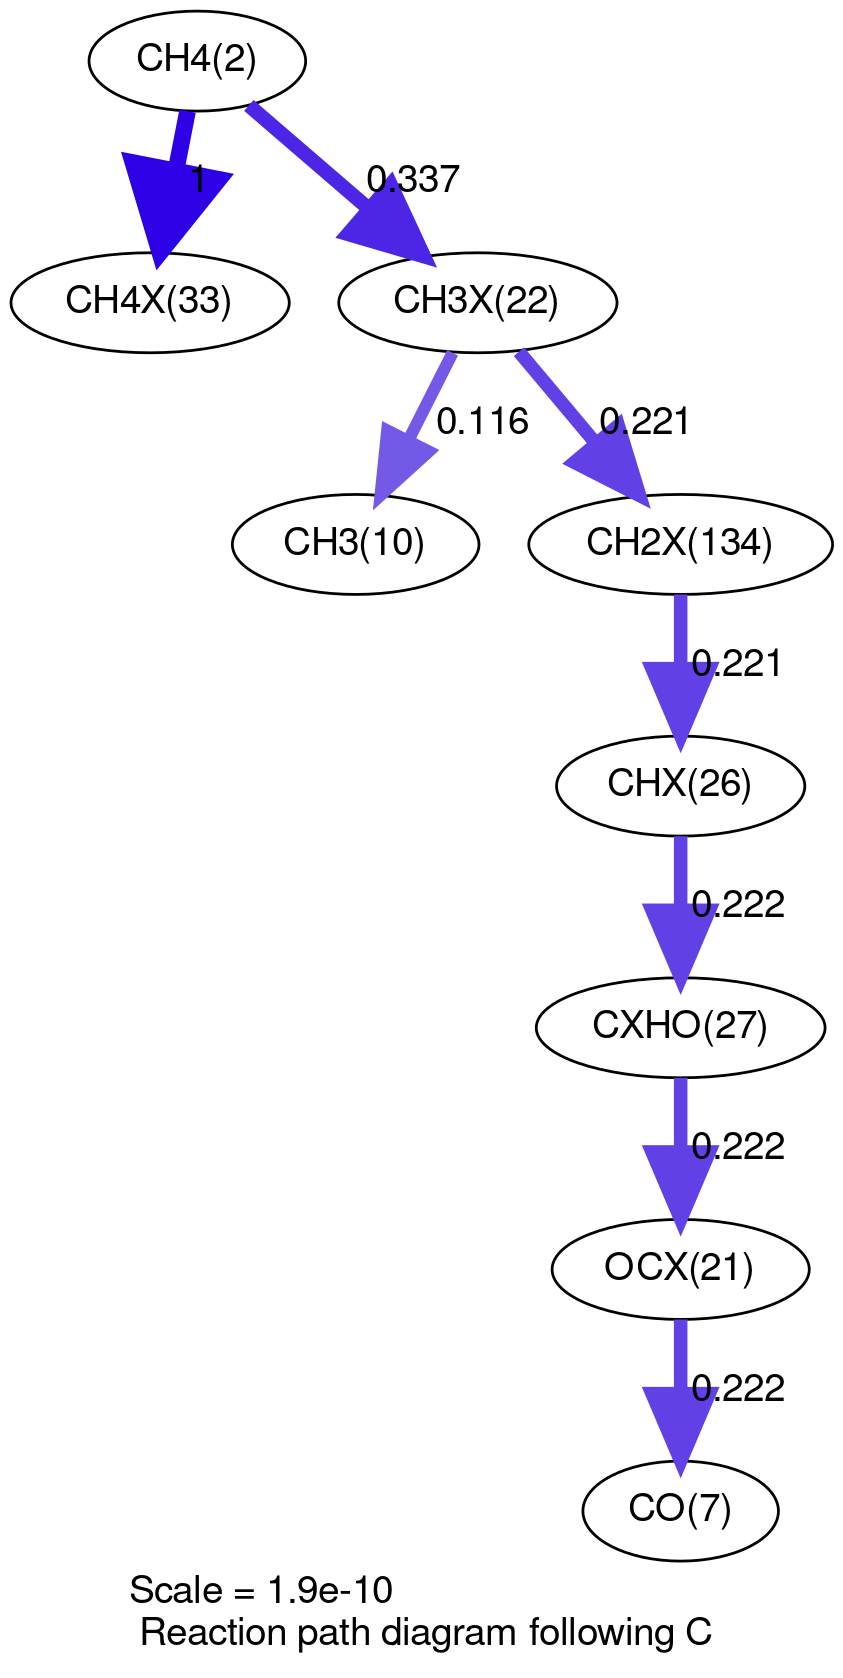 CH4(2)
1
0.337
CH4X(33)
CH3X(22)
0.116
0.221
CH3(10)
CH2X(134)
0.221
CHX(26)
0.222
CXHO(27)
0.222
OCX(21)
0.222
CO(7)
Scale = 1.9e-10
Reaction path diagram following C